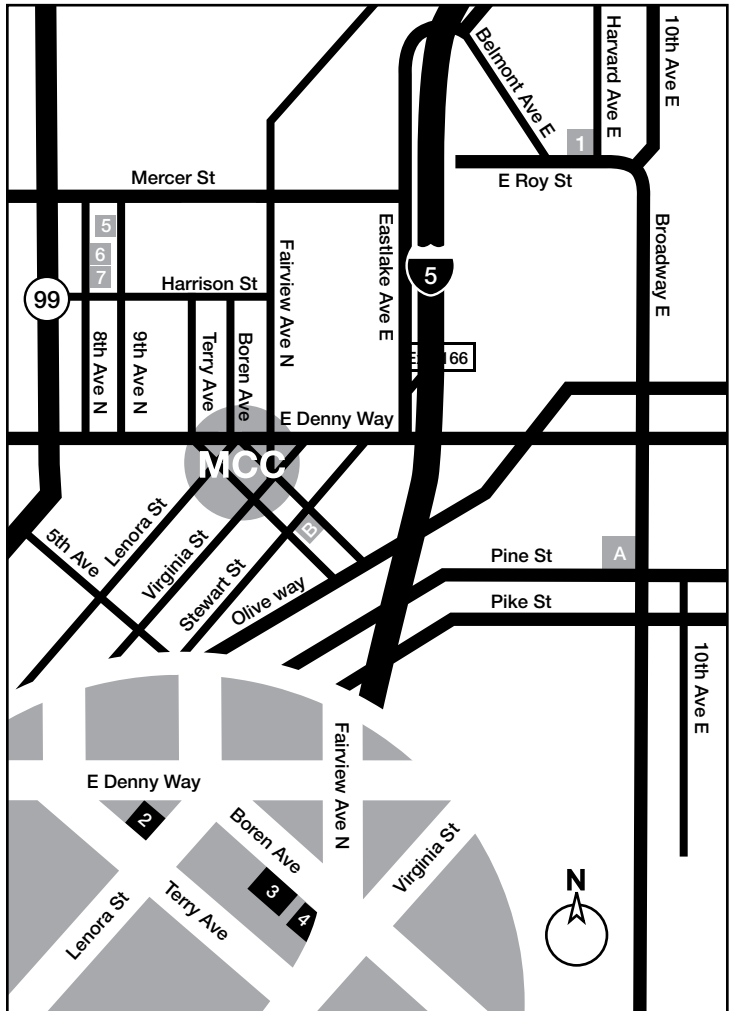 Belmont Ave E
Harvard Ave E
10th Ave E
1
E Roy St
Mercer St
5
6
7
Eastlake Ave E
Fairview Ave N
Broadway E
5
Harrison St
99
8th Ave N
9th Ave N
Terry Ave
Boren Ave
166
E Denny Way
MCC
5th Ave
Lenora St
Virginia St
Stewart St
B
Olive way
Pine St
A
Pike St
10th Ave E
Fairview Ave N
E Denny Way
2
Boren Ave
3
4
Virginia St
Lenora St
Terry Ave
N